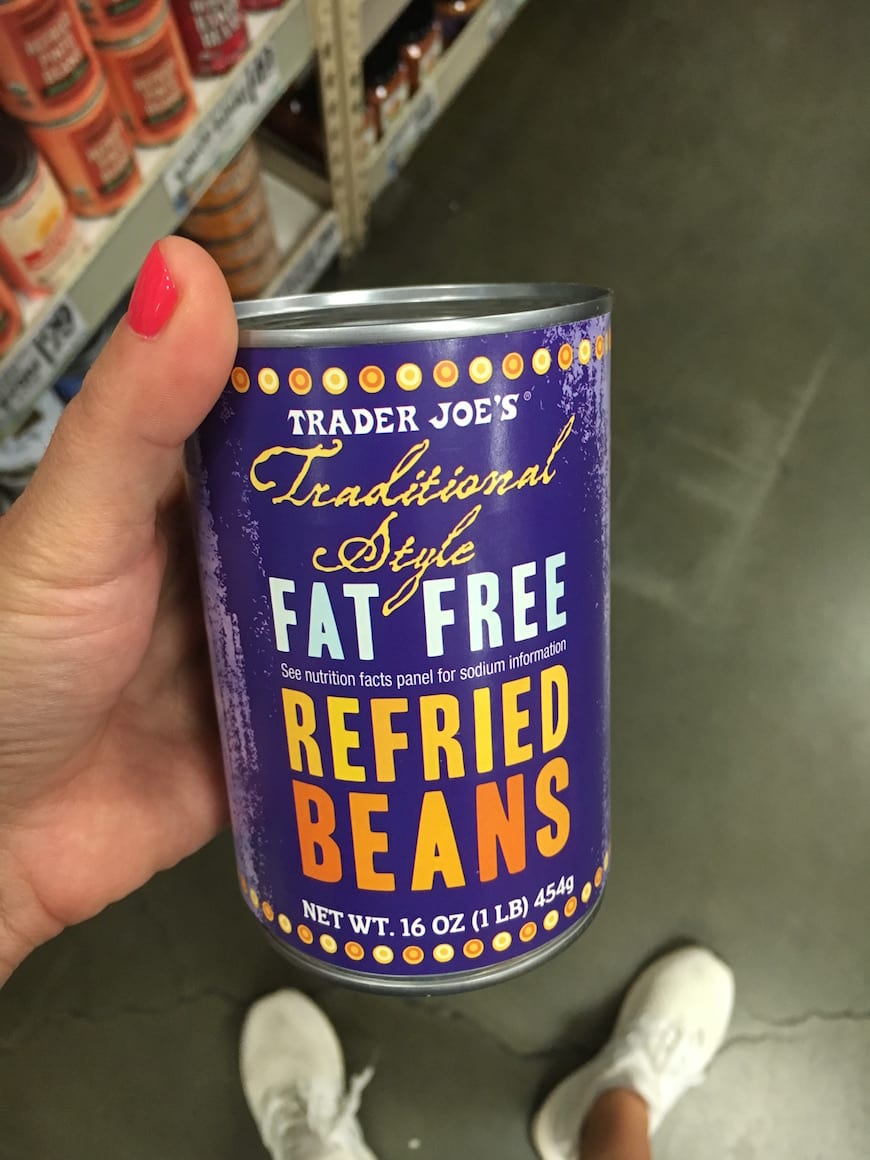 TRADER JOE'S®
Traditional
Style
FAT FREE
See nutrition facts panel for sodium information
REFRIED
BEANS
NET WT. 16 OZ (1 LB) 454g